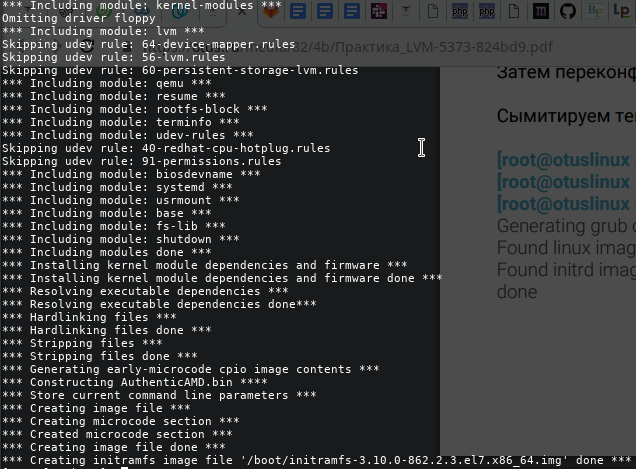 *** Including module: kernel-modules ***
Omitting driver floppy
*** Including module: lvm ***
Skipping udev rule: 64-device-mapper.rules
Skipping udev rule: 56-lvm.rules
Skipping udev rule: 60-persistent-storage-lvm.rules
*** Including module: qemu ***
*** Including module: resume ***
*** Including module: rootfs-block ***
*** Including module: terminfo ***
*** Including module: udev-rules ***
Skipping udev rule: 40-redhat-cpu-hotplug.rules
Skipping udev rule: 91-permissions.rules
*** Including module: biosdevname ***
*** Including module: systemd ***
*** Including module: usrmount ***
*** Including module: base ***
*** Including module: fs-lib ***
*** Including module: shutdown ***
*** Including modules done ***
*** Installing kernel module dependencies and firmware ***
*** Installing kernel module dependencies and firmware done ***
*** Resolving executable dependencies ***
*** Resolving executable dependencies done***
*** Hardlinking files ***
*** Hardlinking files done ***
*** Stripping files ***
*** Stripping files done ***
*** Generating early-microcode cpio image contents ***
*** Constructing AuthenticAMD.bin ****
*** Store current command line parameters ***
*** Creating image file ***
*** Creating microcode section ***
*** Created microcode section ***
*** Creating image file done ***
*** Creating initramfs image file '/boot/initramfs-3.10.0-862.2.3.el7.x86_64.img' done ***
php
php
32/4b/Практика_LVM-5373-824bd9.pdf
Затем переконф
Сымитируем те
[root@otuslinux
[root@otuslinux
[root@otuslinux
Generating grub
Found linux imag
Found initrd imag
done